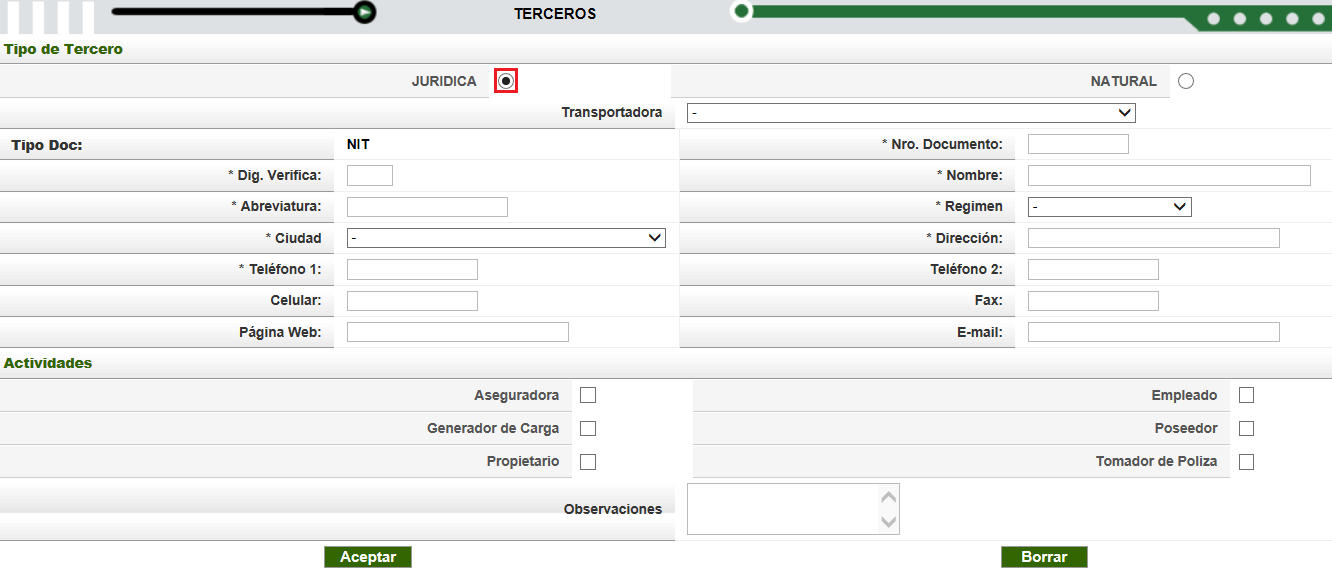 TERCEROS
Tipo de Tercero
JURIDICA NATURAL
Transportadora -
Tipo Doc: NIT * Nro. Documento:
* Dig. Verifica: * Nombre:
* Abreviatura: * Regimen -
* Ciudad - * Dirección:
* Teléfono 1: Teléfono 2:
Celular: Fax:
Página Web: E-mail:
Actividades
Aseguradora Empleado
Generador de Carga Poseedor
Propietario Tomador de Poliza
Observaciones
Aceptar Borrar